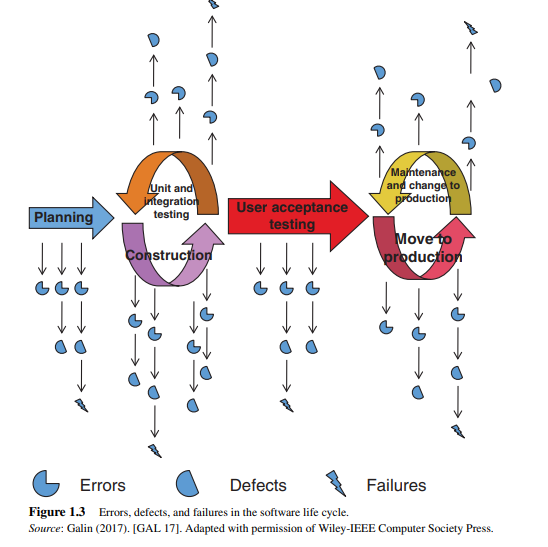 Unit and
integration
testing
Maintenance
and change to
production
Planning
User acceptance
testing
Construction
Move to
production
Errors
Defects
Failures
Figure 1.3 Errors, defects, and failures in the software life cycle.
Source: Galin (2017). [GAL 17]. Adapted with permission of Wiley-IEEE Computer Society Press.